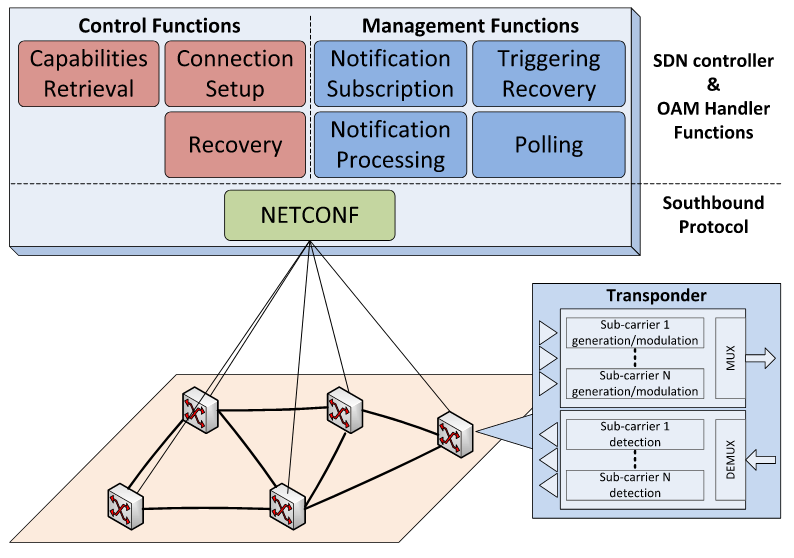 Control Functions
Management Functions
Capabilities
Retrieval
Connection
Setup
Notification
Subscription
Triggering
Recovery
Recovery
Notification
Processing
Polling
SDN controller
&
OAM Handler
Functions
NETCONF
Southbound
Protocol
Transponder
Sub-carrier 1
generation/modulation
Sub-carrier N
generation/modulation
MUX
Sub-carrier 1
detection
Sub-carrier N
detection
DEMUX